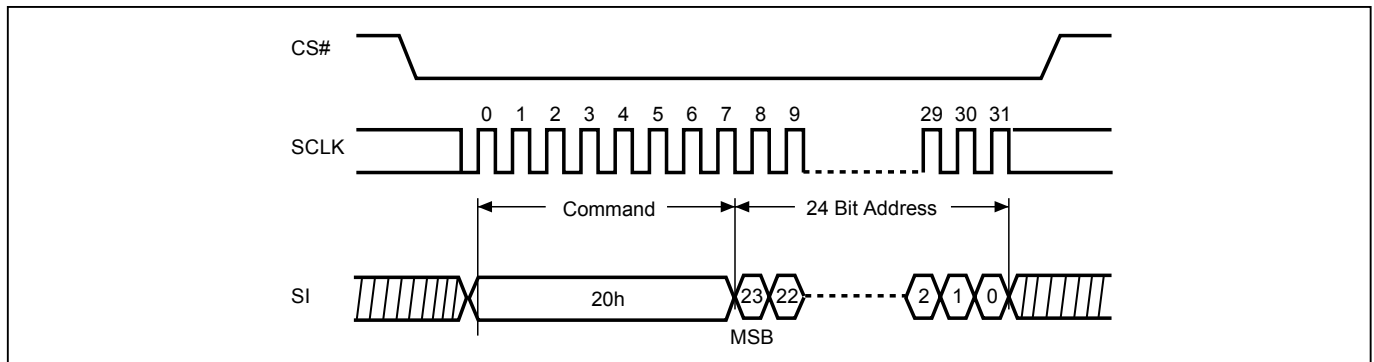 CS#
0 1 2 3 4 5 6 7 8 9 29 30 31
SCLK
Command 24 Bit Address
SI 20h 23 22 2 1 0
MSB